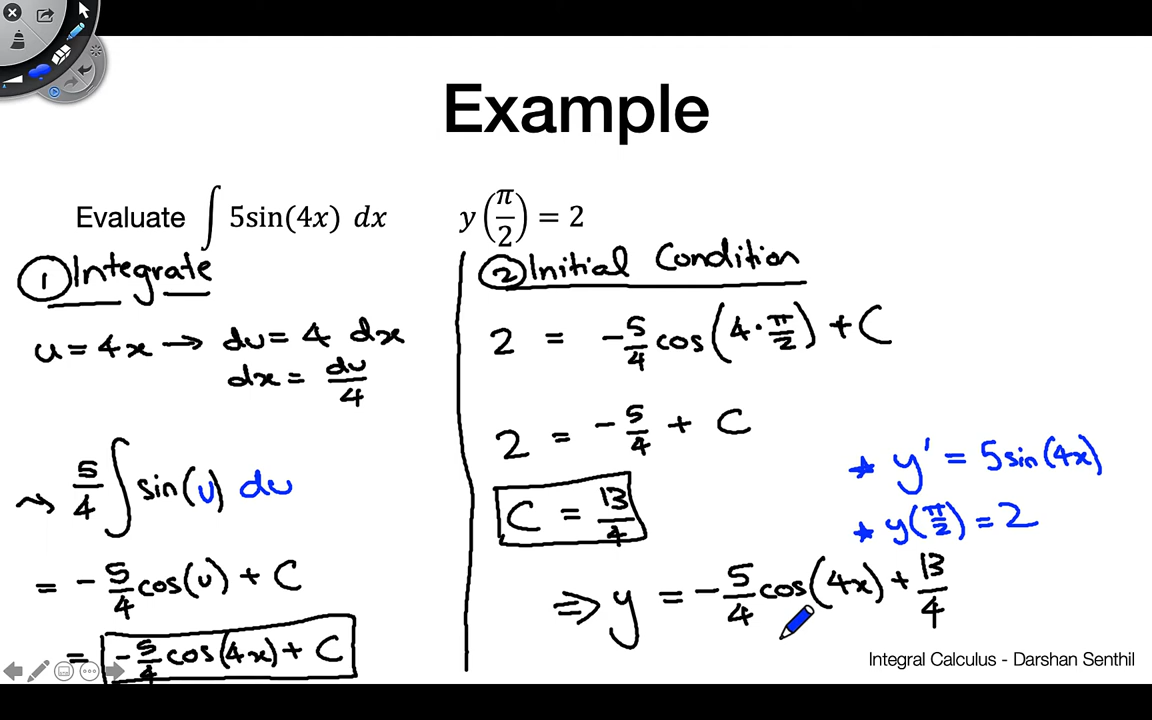 Example
Evaluate ∫ 5sin(4x) dx    y(π/2) = 2
① Integrate
u = 4x → du = 4 dx
dx = du/4
⇝ 5/4 ∫ sin(u) du
= -5/4 cos(u) + C
= -5/4 cos(4x) + C
② Initial Condition
2 = -5/4 cos(4·π/2) + C
2 = -5/4 + C
C = 13/4
★ y' = 5sin(4x)
★ y(π/2) = 2
⇒ y = -5/4 cos(4x) + 13/4
Integral Calculus - Darshan Senthil